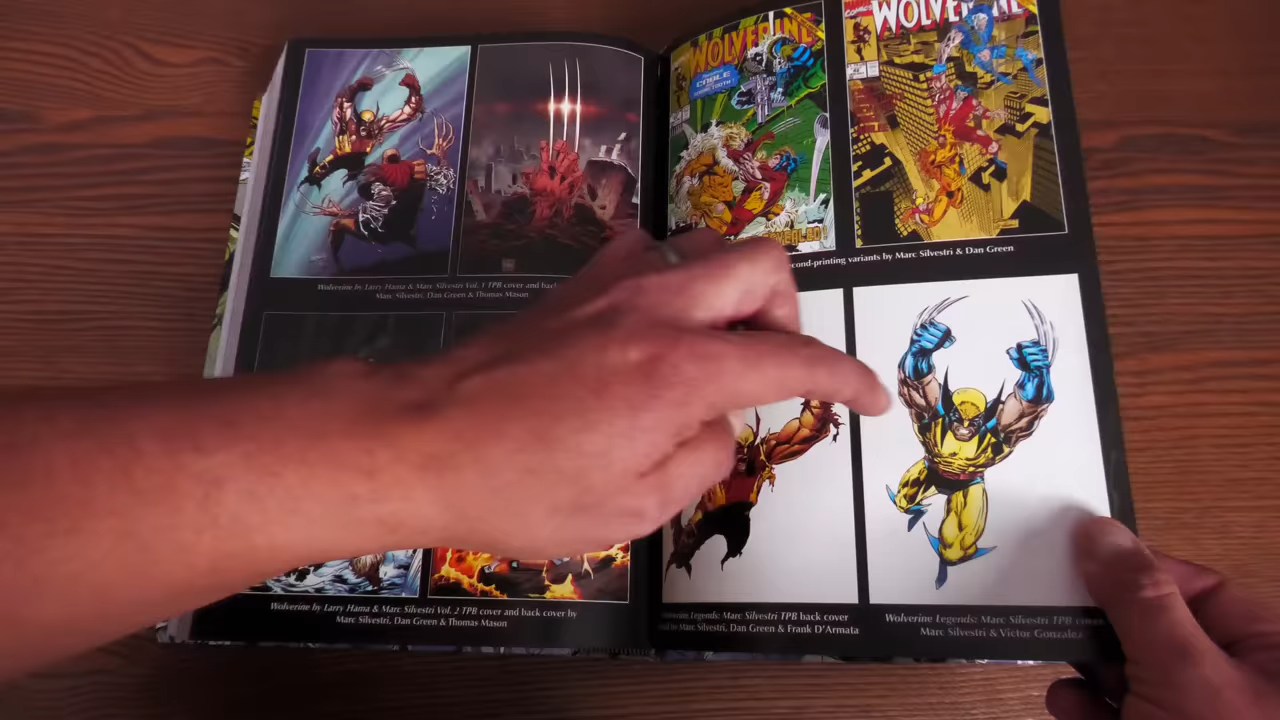 Wolverine by Larry Hama & Marc Silvestri Vol. 1 TPB cover and back
Marc Silvestri, Dan Green & Thomas Mason
WOLVERINE
CABLE
WOLVERINE
second-printing variants by Marc Silvestri & Dan Green
Wolverine by Larry Hama & Marc Silvestri Vol. 2 TPB cover and back cover by
Marc Silvestri, Dan Green & Thomas Mason
Wolverine Legends: Marc Silvestri TPB back cover
by Marc Silvestri, Dan Green & Frank D'Armata
Wolverine Legends: Marc Silvestri TPB cover
Marc Silvestri & Victor Gonzalez